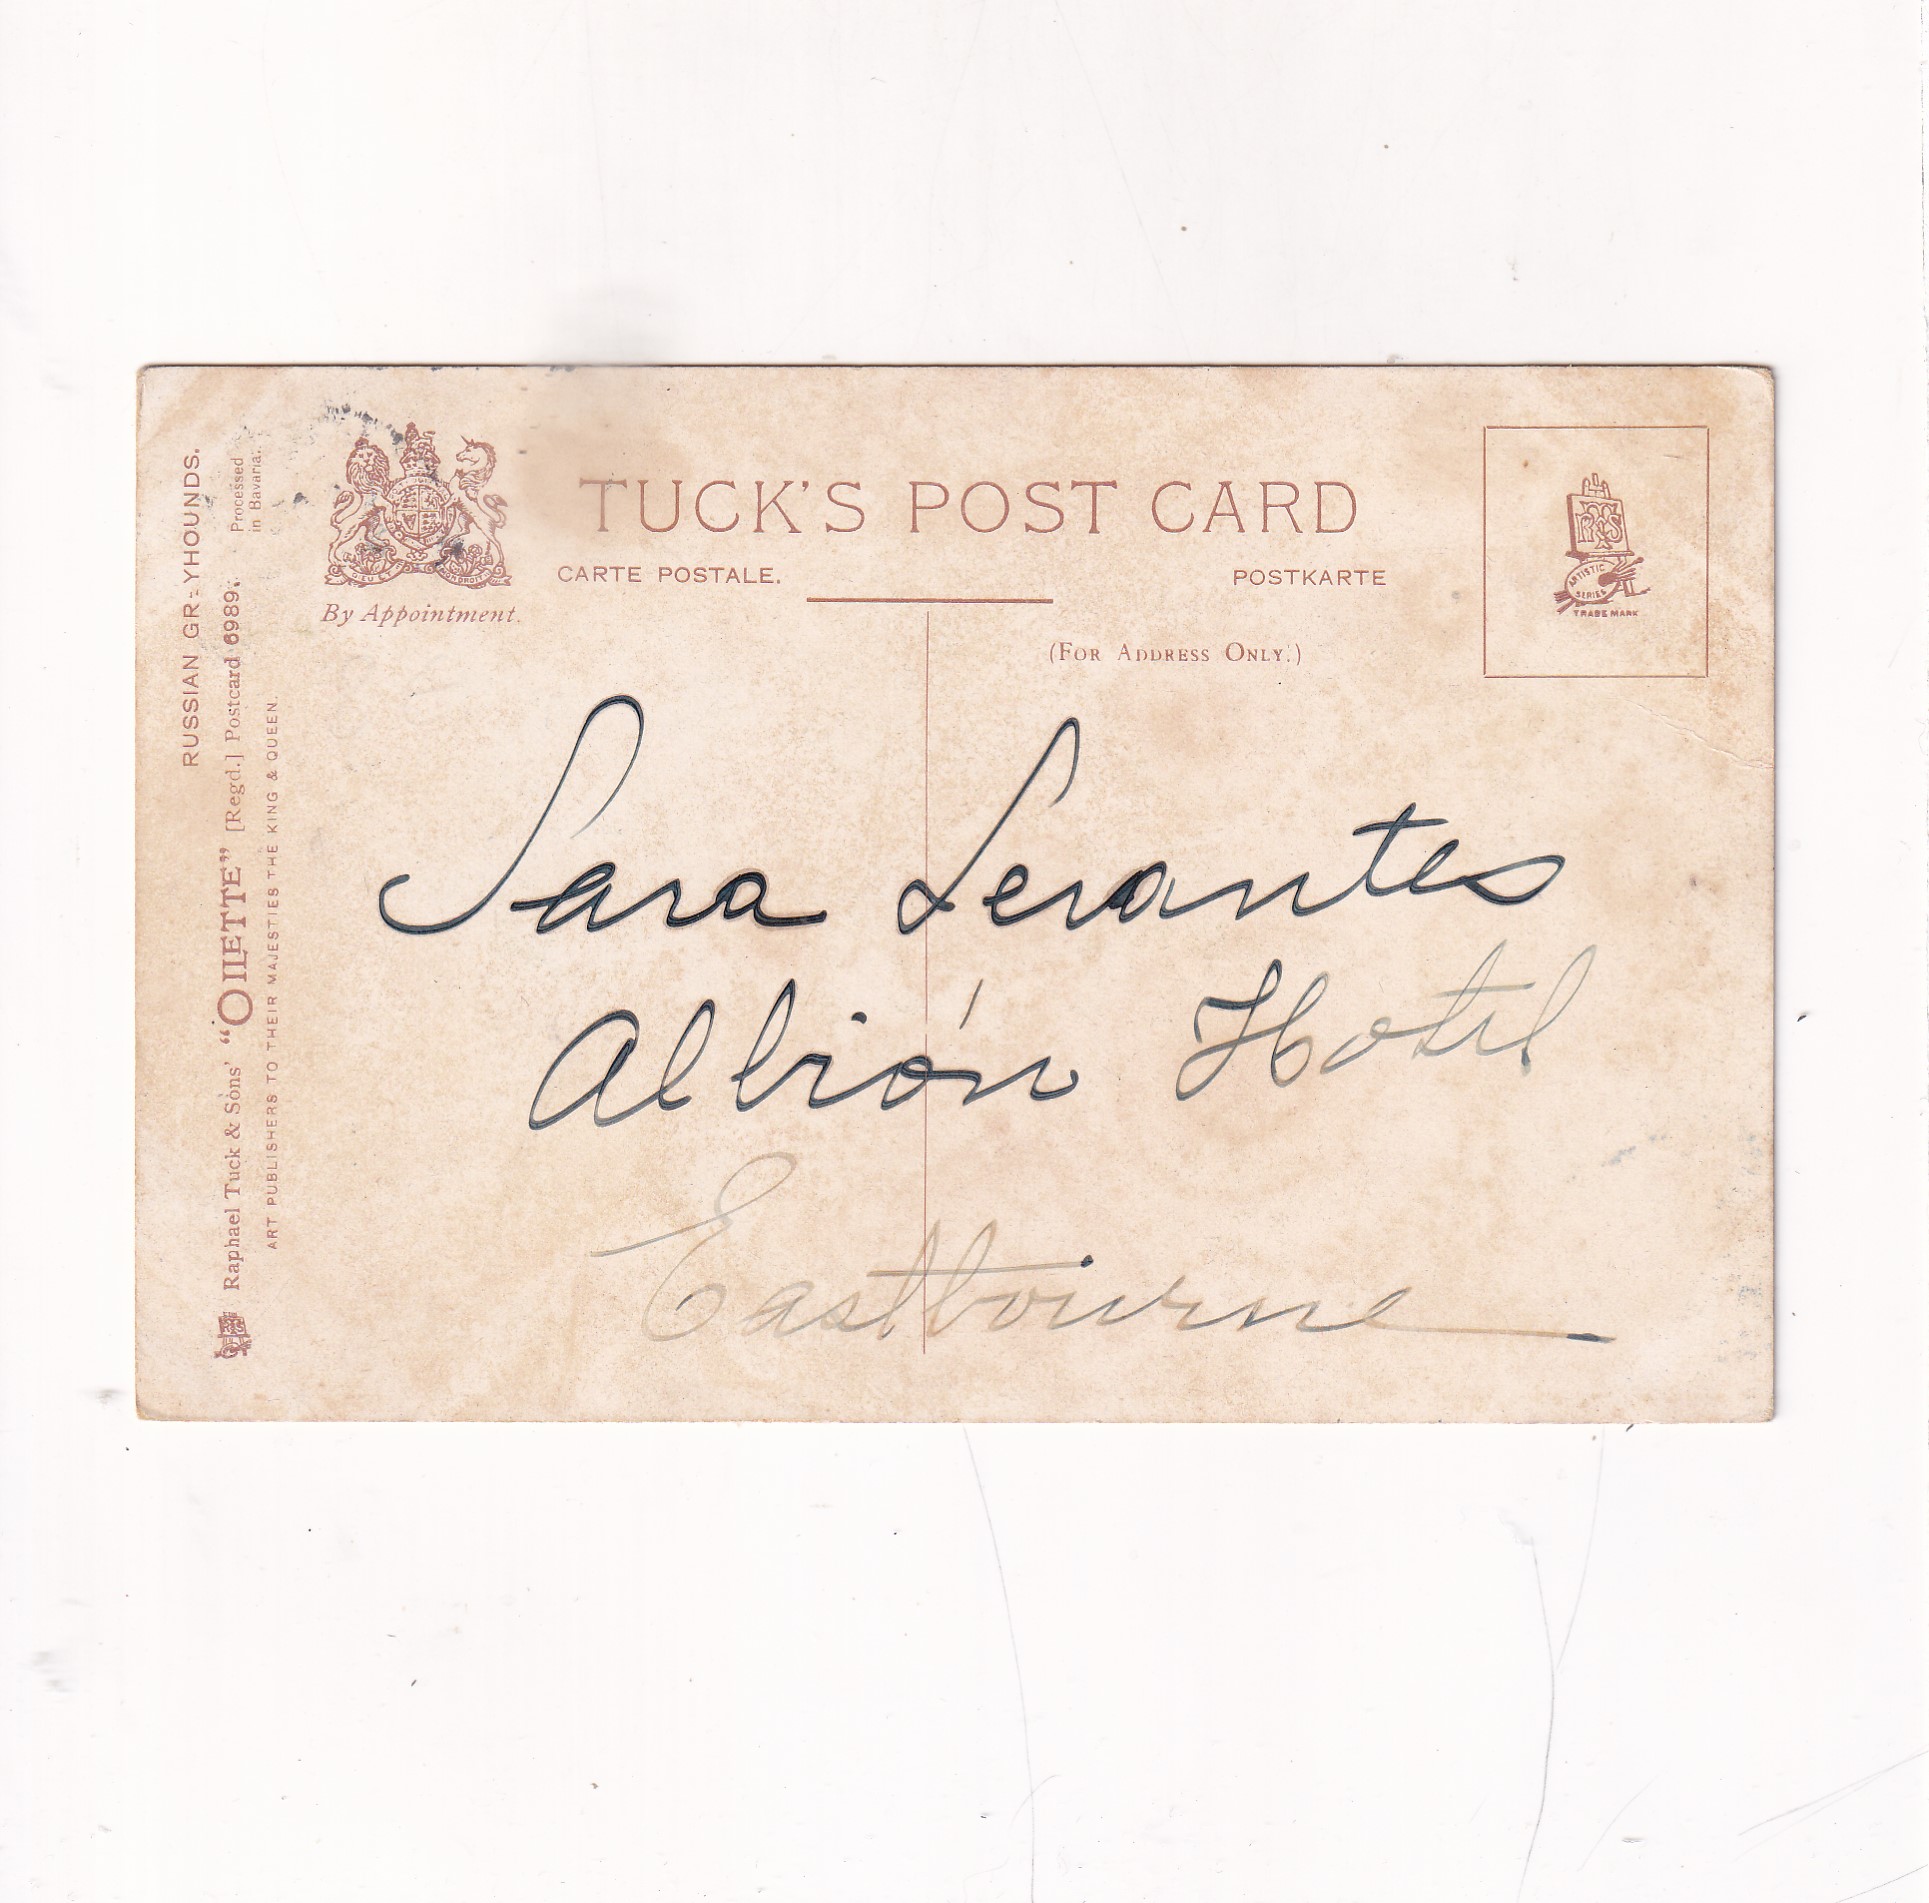 TUCK'S POST CARD
CARTE POSTALE. POSTKARTE
By Appointment.
(FOR ADDRESS ONLY.)
ARTISTIC
SERIES
TRADE MARK
Sara Lerantes
Albión Hotel
Eastbourne
RUSSIAN GR-YHOUNDS.
Processed
in Bavaria.
Raphael Tuck & Sons' "OILETTE" [Regd.] Postcard 6989.
ART PUBLISHERS TO THEIR MAJESTIES THE KING & QUEEN.